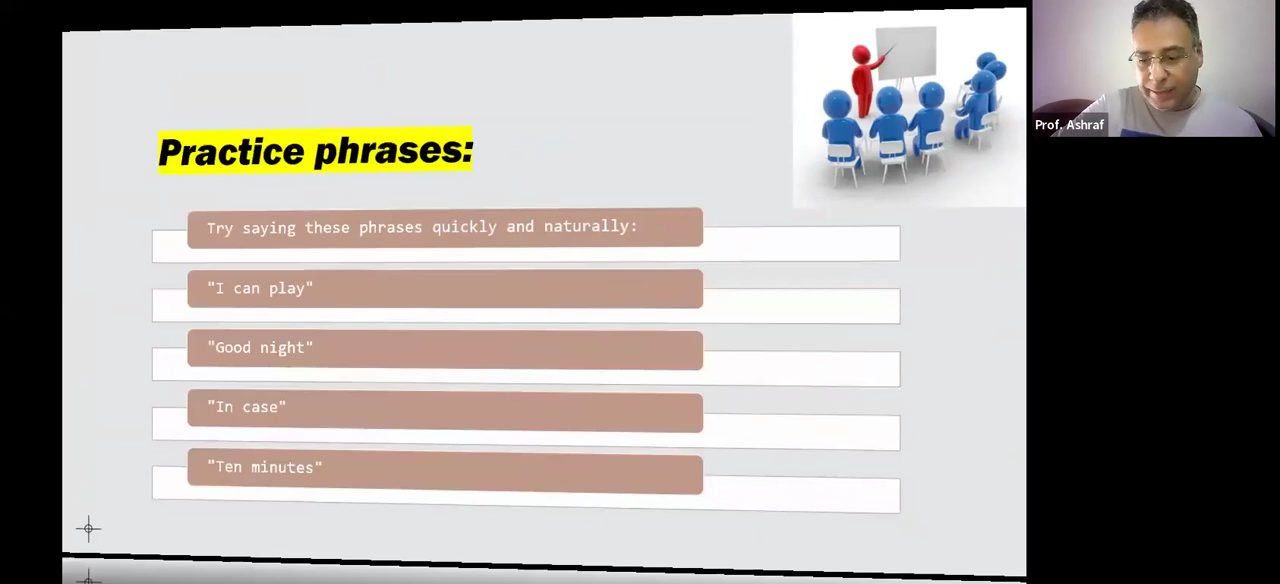 Practice phrases:
Try saying these phrases quickly and naturally:
"I can play"
"Good night"
"In case"
"Ten minutes"
Prof. Ashraf